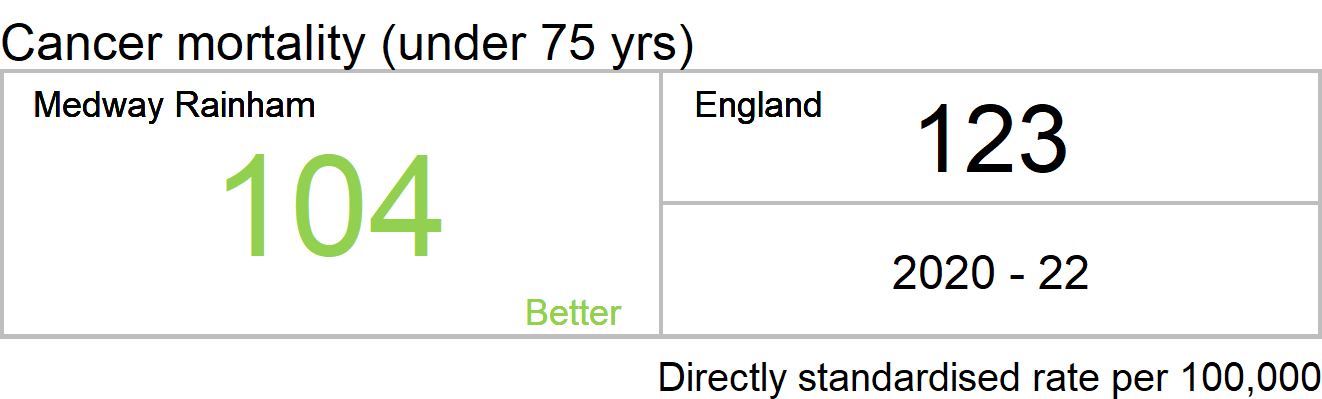 Cancer mortality (under 75 yrs)
Medway Rainham
104
Better
England
123
2020 - 22
Directly standardised rate per 100,000